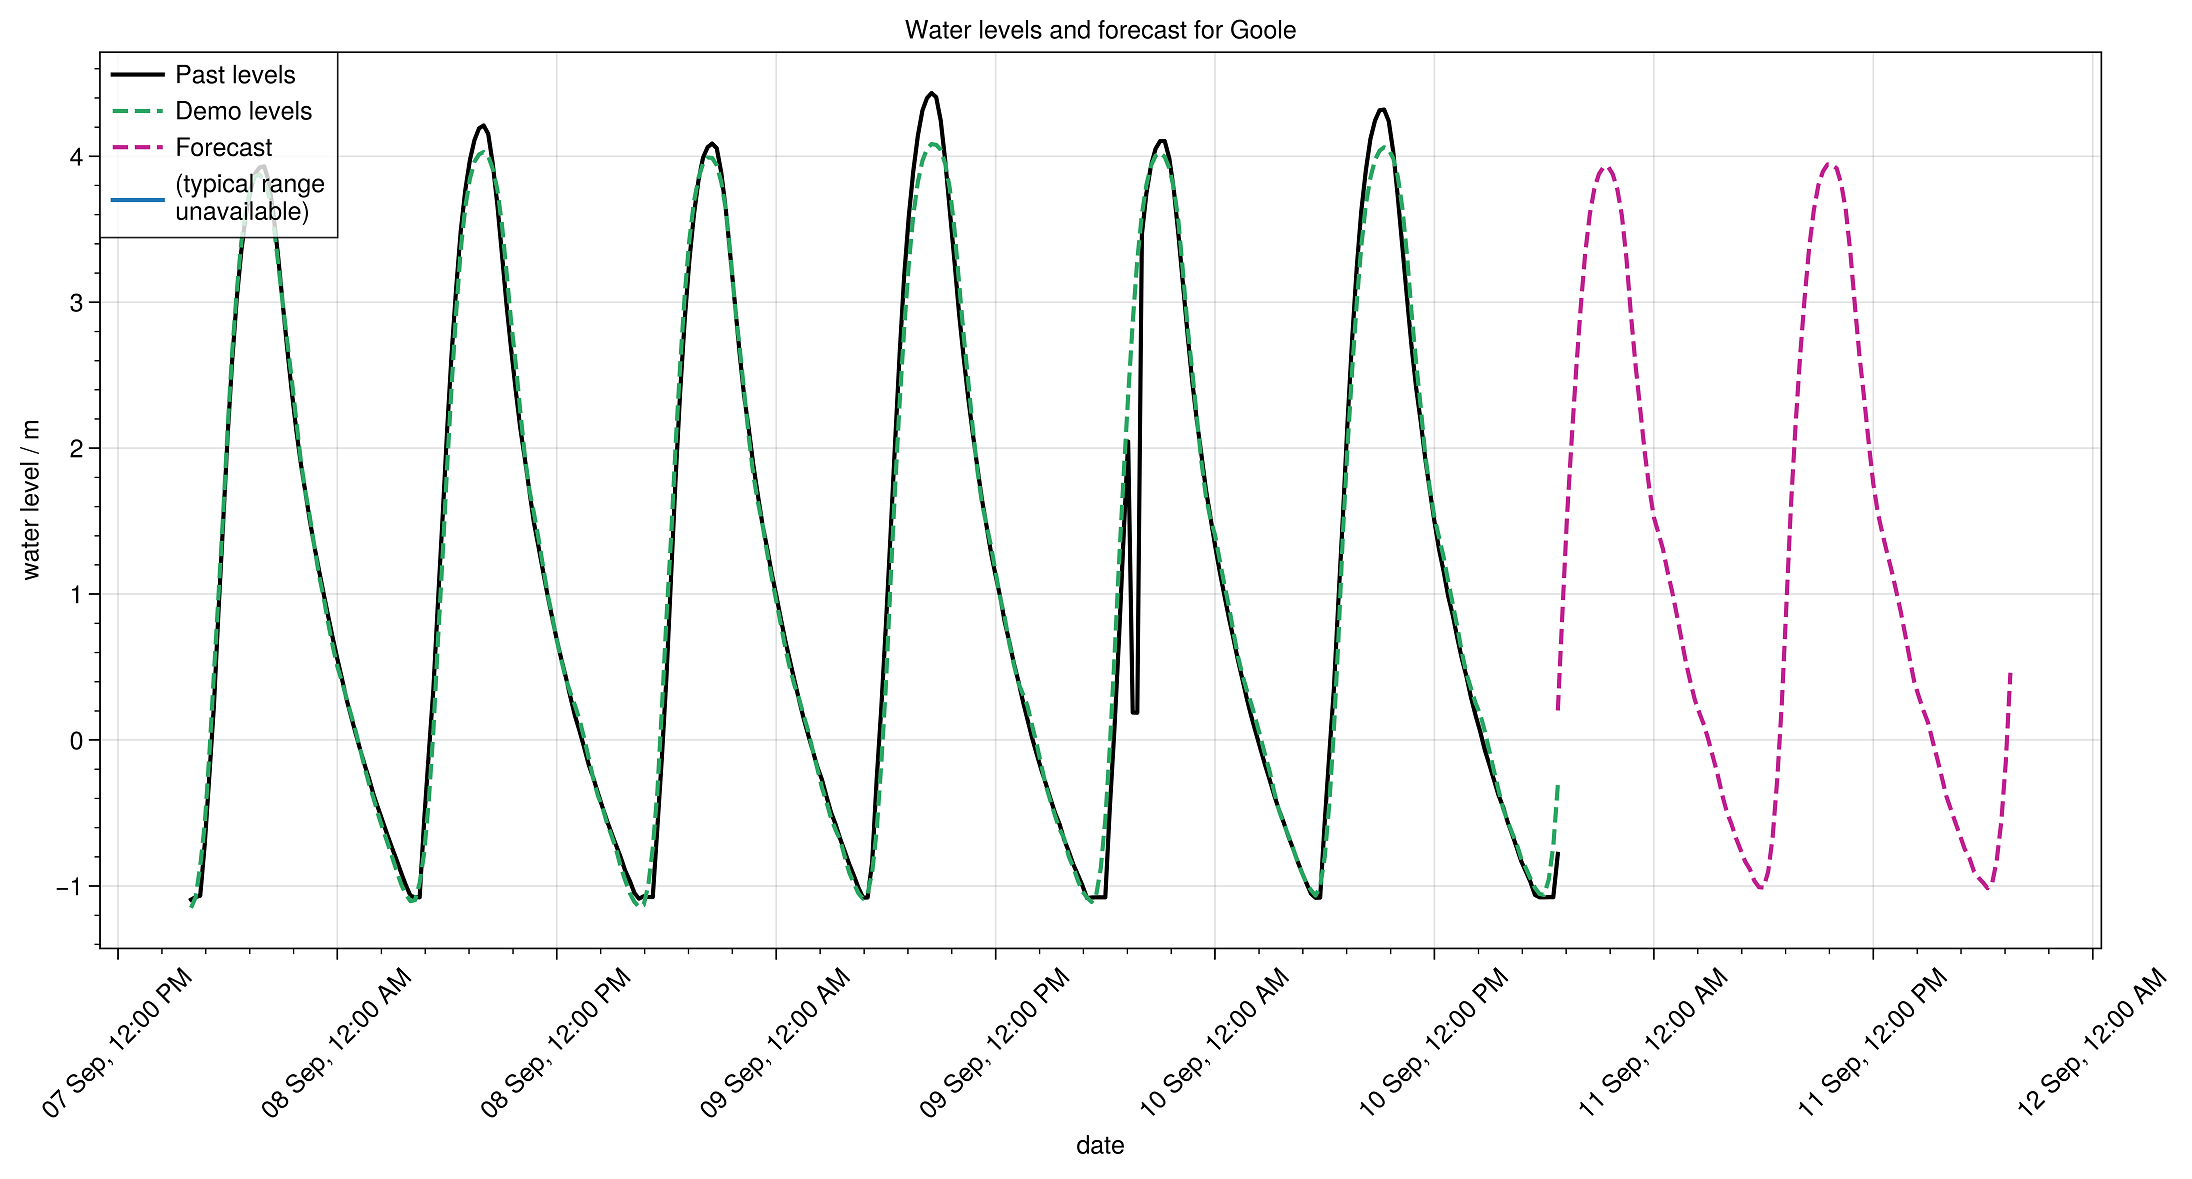 Water levels and forecast for Goole
Past levels
Demo levels
Forecast
(typical range
unavailable)
water level / m
4
3
2
1
0
−1
07 Sep, 12:00 PM
08 Sep, 12:00 AM
08 Sep, 12:00 PM
09 Sep, 12:00 AM
09 Sep, 12:00 PM
10 Sep, 12:00 AM
10 Sep, 12:00 PM
11 Sep, 12:00 AM
11 Sep, 12:00 PM
12 Sep, 12:00 AM
date